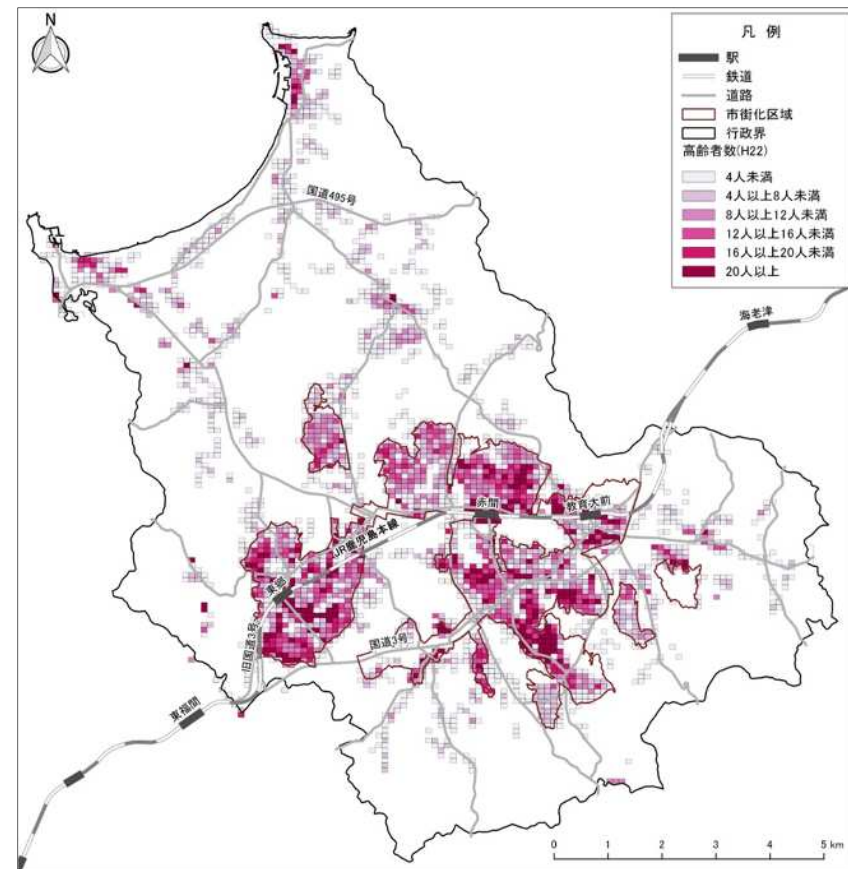 N
凡 例
駅
鉄道
道路
市街化区域
行政界
高齢者数(H22)
4人未満
4人以上8人未満
8人以上12人未満
12人以上16人未満
16人以上20人未満
20人以上
国道495号
海老津
赤間
教育大前
JR鹿児島本線
東郷
国道3号
旧国道3号
東福間
0 1 2 3 4 5 km